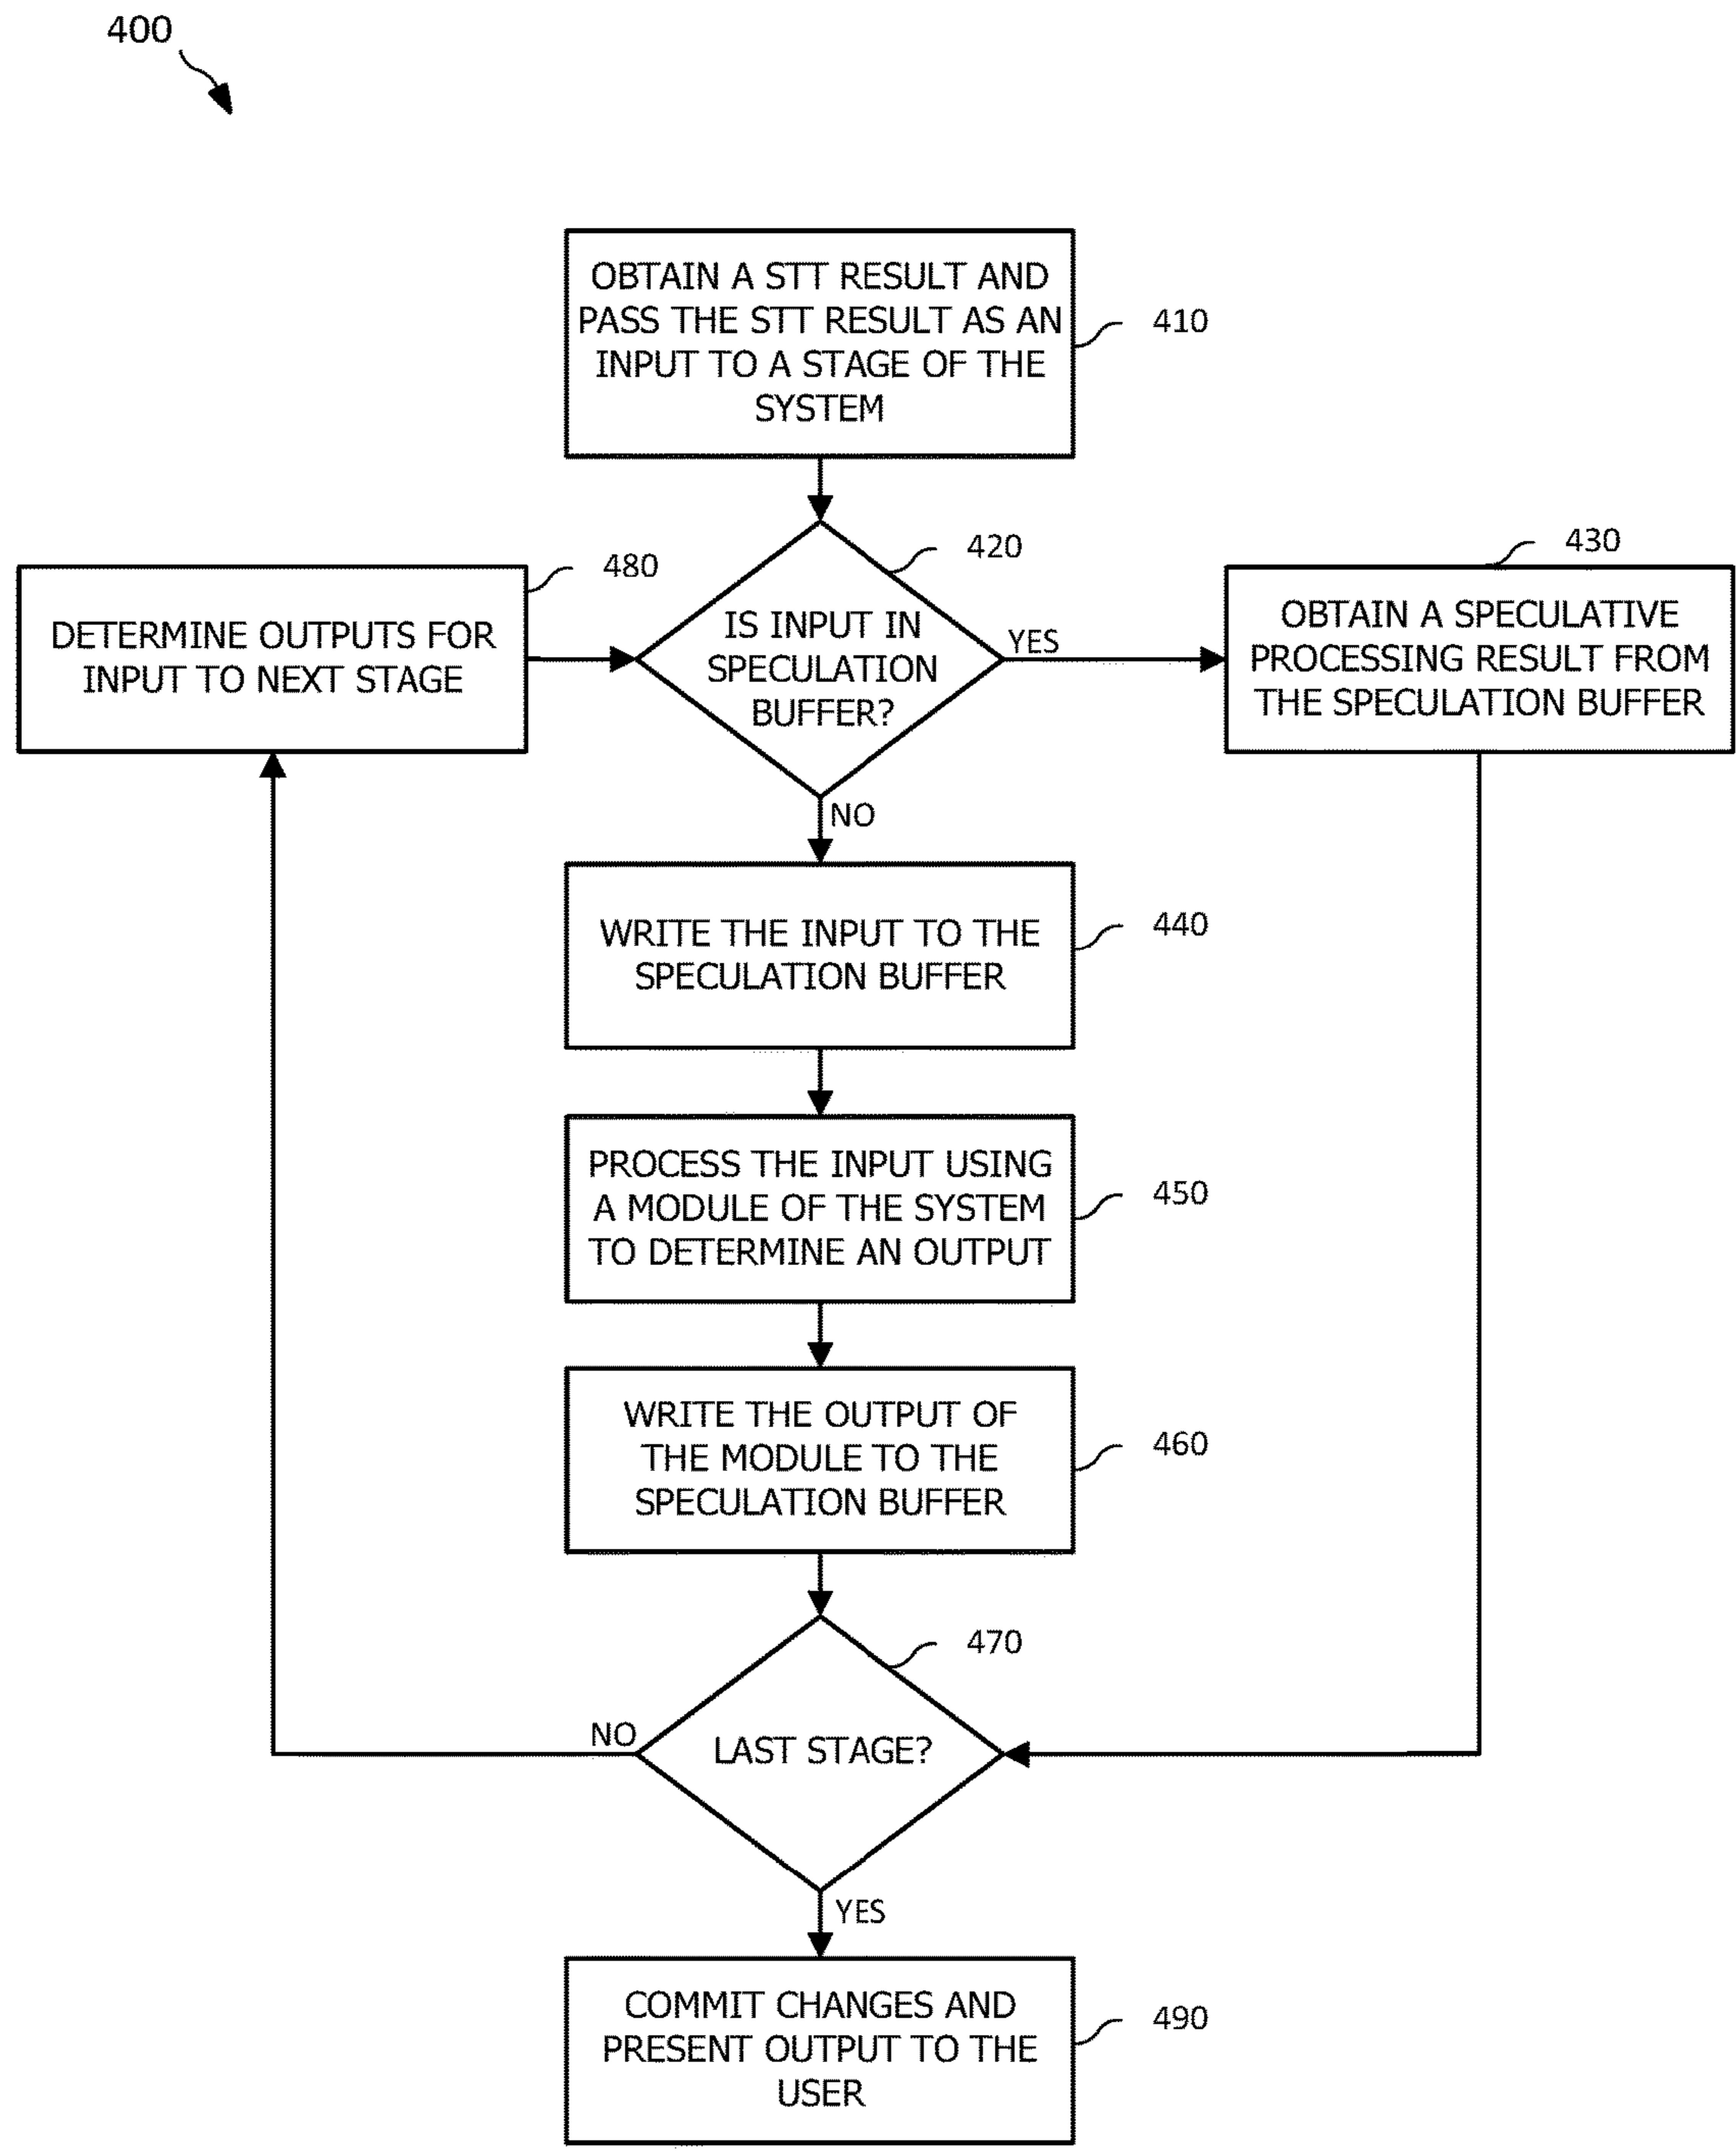 400
OBTAIN A STT RESULT AND
PASS THE STT RESULT AS AN
INPUT TO A STAGE OF THE
SYSTEM
410
480
DETERMINE OUTPUTS FOR
INPUT TO NEXT STAGE
420
IS INPUT IN
SPECULATION
BUFFER?
YES
430
OBTAIN A SPECULATIVE
PROCESSING RESULT FROM
THE SPECULATION BUFFER
NO
WRITE THE INPUT TO THE
SPECULATION BUFFER
440
PROCESS THE INPUT USING
A MODULE OF THE SYSTEM
TO DETERMINE AN OUTPUT
450
WRITE THE OUTPUT OF
THE MODULE TO THE
SPECULATION BUFFER
460
470
NO
LAST STAGE?
YES
COMMIT CHANGES AND
PRESENT OUTPUT TO THE
USER
490